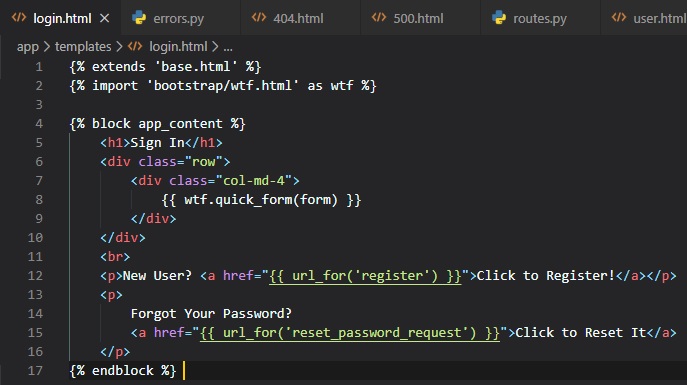 login.html × errors.py 404.html 500.html routes.py user.html
app > templates > login.html > ...
1 {% extends 'base.html' %}
2 {% import 'bootstrap/wtf.html' as wtf %}
3
4 {% block app_content %}
5     <h1>Sign In</h1>
6     <div class="row">
7         <div class="col-md-4">
8             {{ wtf.quick_form(form) }}
9         </div>
10     </div>
11     <br>
12     <p>New User? <a href="{{ url_for('register') }}">Click to Register!</a></p>
13     <p>
14         Forgot Your Password?
15         <a href="{{ url_for('reset_password_request') }}">Click to Reset It</a>
16     </p>
17 {% endblock %}